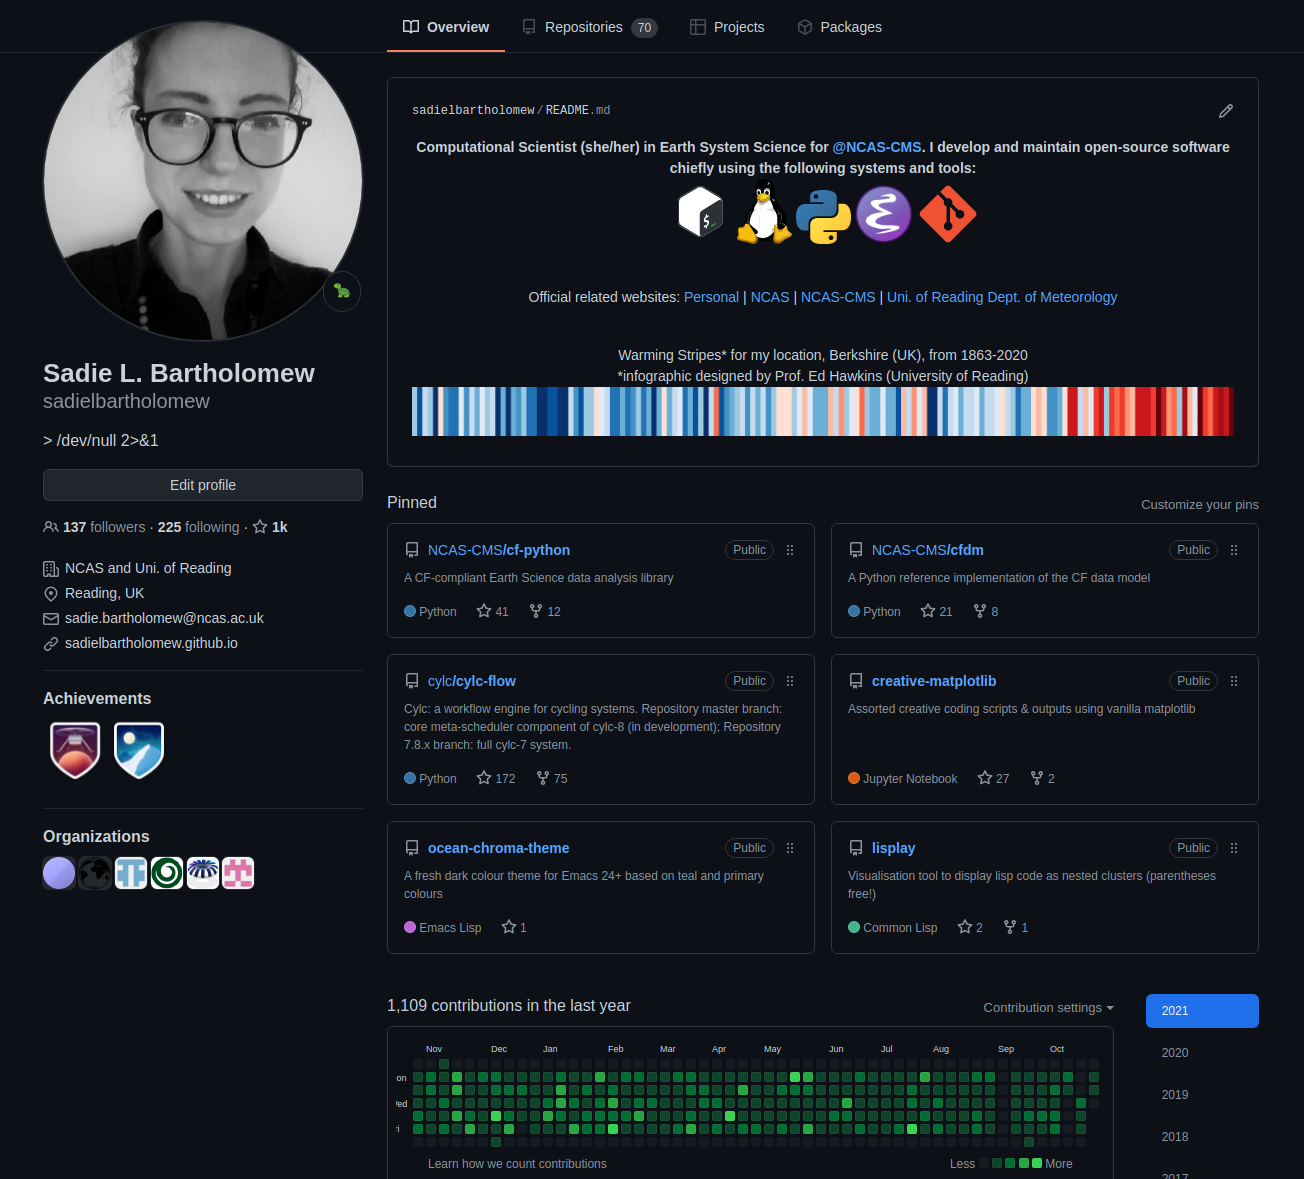 Overview
Repositories 70
Projects
Packages
sadielbartholomew/README.md
Computational Scientist (she/her) in Earth System Science for @NCAS-CMS. I develop and maintain open-source software
chiefly using the following systems and tools:
Official related websites: Personal | NCAS | NCAS-CMS | Uni. of Reading Dept. of Meteorology
Warming Stripes* for my location, Berkshire (UK), from 1863-2020
*infographic designed by Prof. Ed Hawkins (University of Reading)
Sadie L. Bartholomew
sadielbartholomew
> /dev/null 2>&1
Edit profile
137 followers · 225 following · 1k
NCAS and Uni. of Reading
Reading, UK
sadie.bartholomew@ncas.ac.uk
sadielbartholomew.github.io
Achievements
Organizations
Pinned
Customize your pins
NCAS-CMS/cf-python
Public
A CF-compliant Earth Science data analysis library
Python 41 12
NCAS-CMS/cfdm
Public
A Python reference implementation of the CF data model
Python 21 8
cylc/cylc-flow
Public
Cylc: a workflow engine for cycling systems. Repository master branch:
core meta-scheduler component of cylc-8 (in development); Repository
7.8.x branch: full cylc-7 system.
Python 172 75
creative-matplotlib
Public
Assorted creative coding scripts & outputs using vanilla matplotlib
Jupyter Notebook 27 2
ocean-chroma-theme
Public
A fresh dark colour theme for Emacs 24+ based on teal and primary
colours
Emacs Lisp 1
lisplay
Public
Visualisation tool to display lisp code as nested clusters (parentheses
free!)
Common Lisp 2 1
1,109 contributions in the last year
Contribution settings
Nov Dec Jan Feb Mar Apr May Jun Jul Aug Sep Oct
on
Ved
ri
Learn how we count contributions
Less More
2021
2020
2019
2018
2017